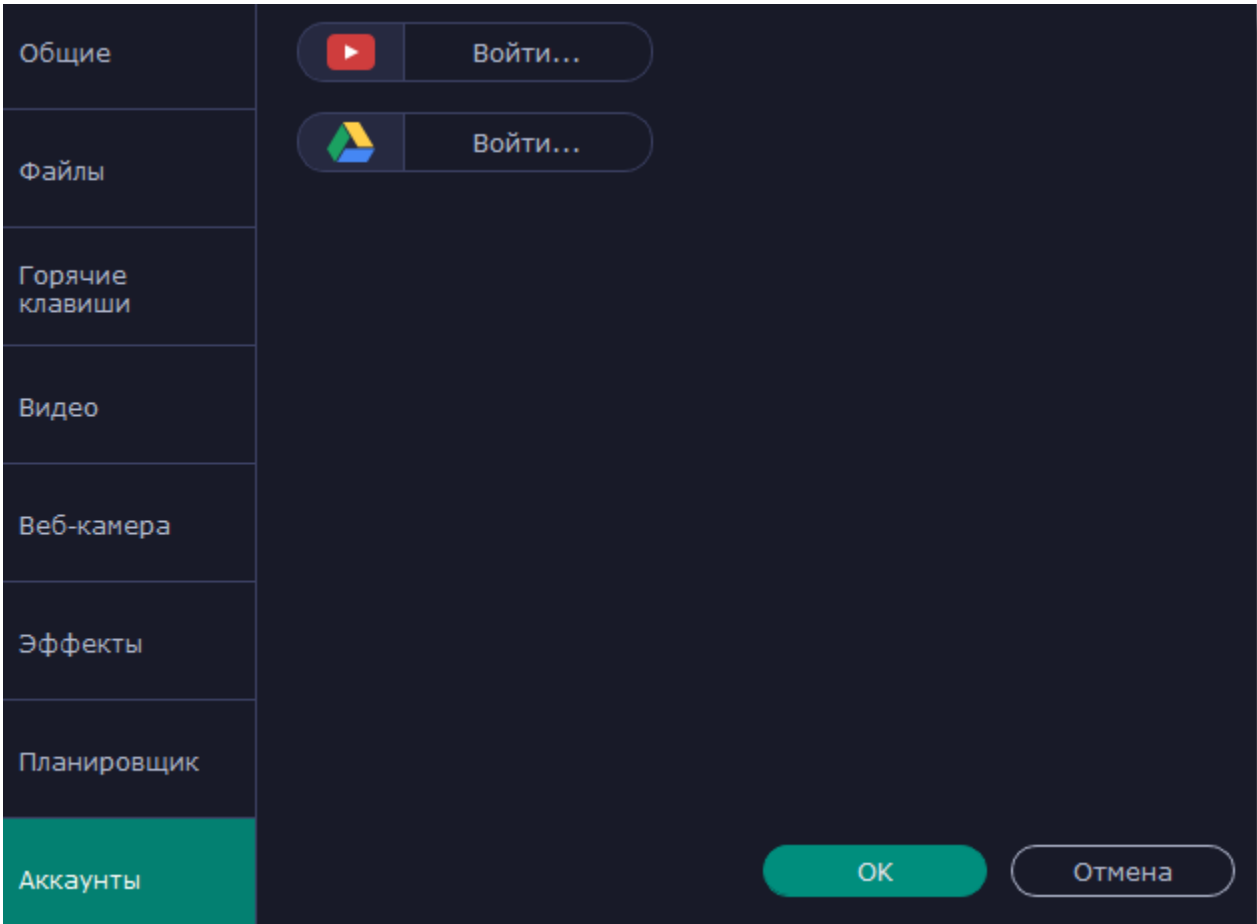 Общие
Файлы
Горячие
клавиши
Видео
Веб-камера
Эффекты
Планировщик
Аккаунты
Войти...
Войти...
OK
Отмена